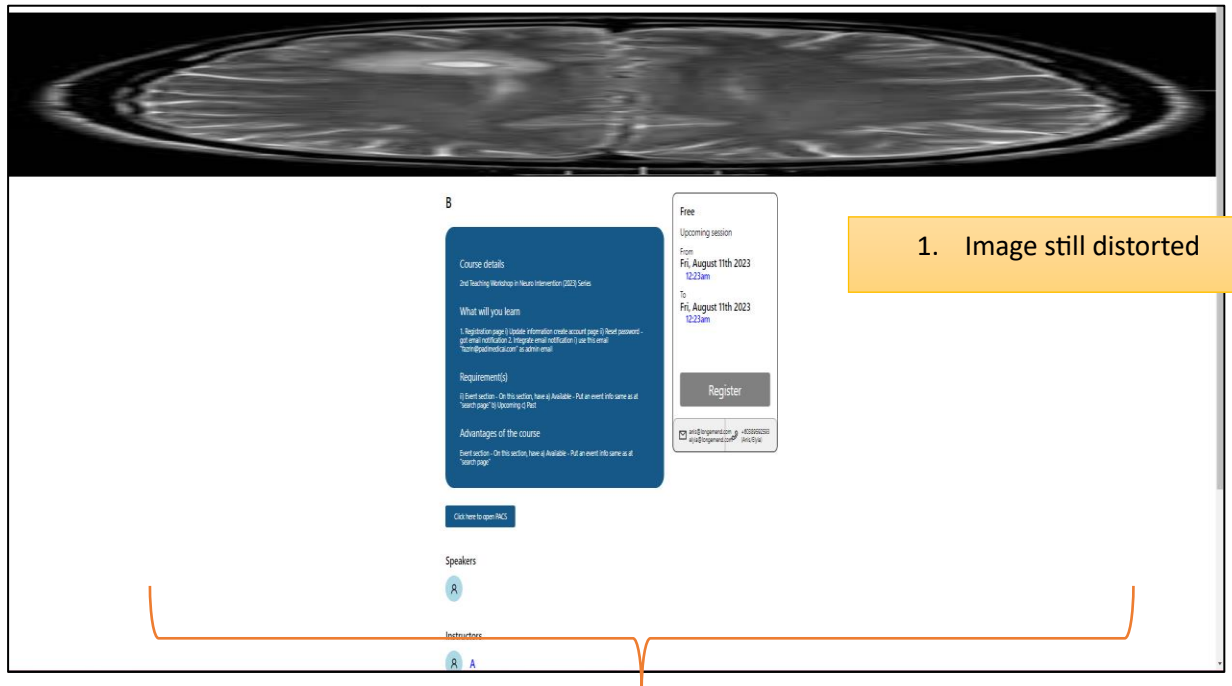 B
Free
Upcoming session
From
Fri, August 11th 2023
12:23am
To
Fri, August 11th 2023
12:23am
Register
1. Image still distorted
Course details
2nd Teaching Workshop in Neuro Intervention (2023) Series
What will you learn
1. Registration page i) Update information create account page ii) Reset password -
got email notification 2. Integrate email notification i) use this email
"fazrin@padimedical.com" as admin email
Requirement(s)
ii) Event section - On this section, have a) Available - Put an event info same as at
"search page" b) Upcoming c) Past
Advantages of the course
Event section - On this section, have a) Available - Put an event info same as at
"search page"
Click here to open PACS
Speakers
Instructors
A